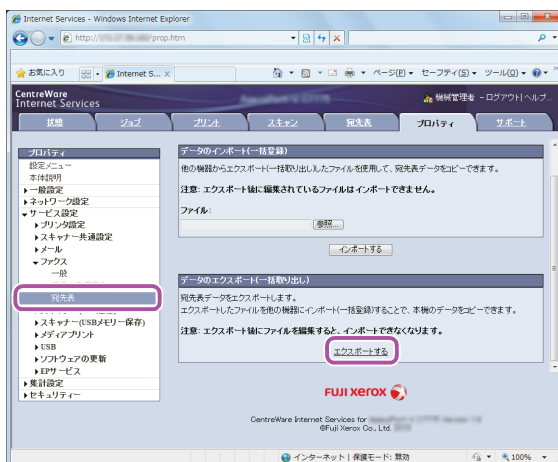 Internet Services - Windows Internet Explorer
http://
/prop.htm
お気に入り
Internet S...
ページ(P)
セーフティ(S)
ツール(O)
CentreWare
Internet Services
機械管理者
-ログアウト|ヘルプ...
状態
ジョブ
プリント
スキャン
宛先表
プロパティ
サポート
プロパティ
設定メニュー
本体説明
一般設定
ネットワーク設定
サービス設定
プリンタ設定
スキャナー共通設定
メール
ファクス
一般
宛先表
スキャナー(USBメモリー保存)
メディアプリント
USB
ソフトウェアの更新
EPサービス
集計設定
セキュリティー
データのインポート(一括登録)
他の機器からエクスポート(一括取り出し)したファイルを使用して、宛先表データをコピーできます。
注意: エクスポート後に編集されているファイルはインポートできません。
ファイル:
参照...
インポートする
データのエクスポート(一括取り出し)
宛先表データをエクスポートします。
エクスポートしたファイルを他の機器にインポート(一括登録)することで、本機のデータをコピーできます。
注意: エクスポート後にファイルを編集すると、インポートできなくなります。
エクスポートする
FUJI XEROX
CentreWare Internet Services for
©Fuji Xerox Co., Ltd.
インターネット | 保護モード: 無効
100%